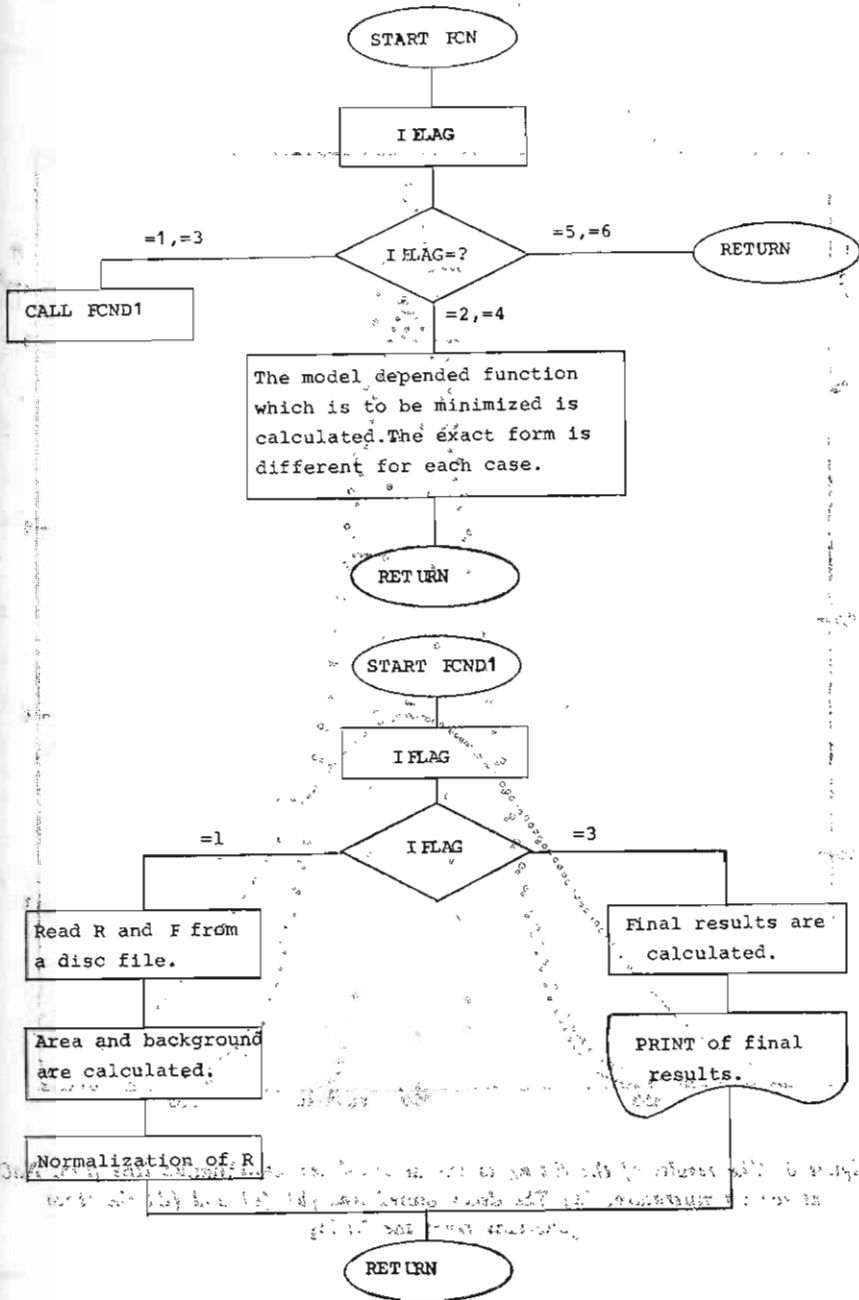 START FCN
I FLAG
I FLAG=?
=1,=3
=5,=6
RETURN
CALL FCND1
=2,=4
The model depended function
which is to be minimized is
calculated.The exact form is
different for each case.
RETURN
START FCND1
I FLAG
I FLAG
=1
=3
Read R and F from
a disc file.
Area and background
are calculated.
Normalization of R
Final results are
calculated.
PRINT of final
results.
RETURN